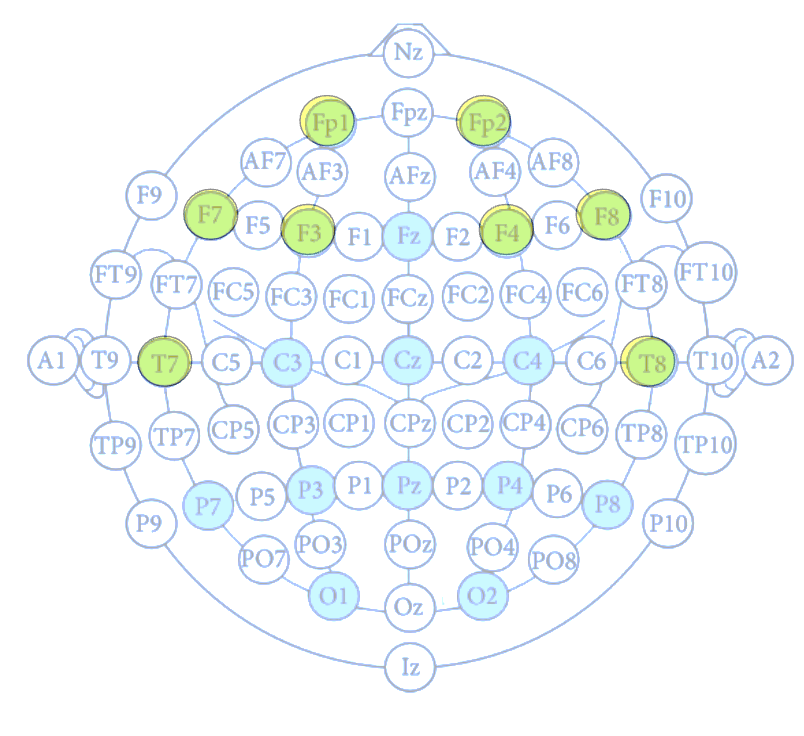 Nz
Fp1 Fpz Fp2
AF7 AF3 AFz AF4 AF8
F9 F7 F5 F3 F1 Fz F2 F4 F6 F8 F10
FT9 FT7 FC5 FC3 FC1 FCz FC2 FC4 FC6 FT8 FT10
A1 T9 T7 C5 C3 C1 Cz C2 C4 C6 T8 T10 A2
TP9 TP7 CP5 CP3 CP1 CPz CP2 CP4 CP6 TP8 TP10
P9 P7 P5 P3 P1 Pz P2 P4 P6 P8 P10
PO7 PO3 POz PO4 PO8
O1 Oz O2
Iz